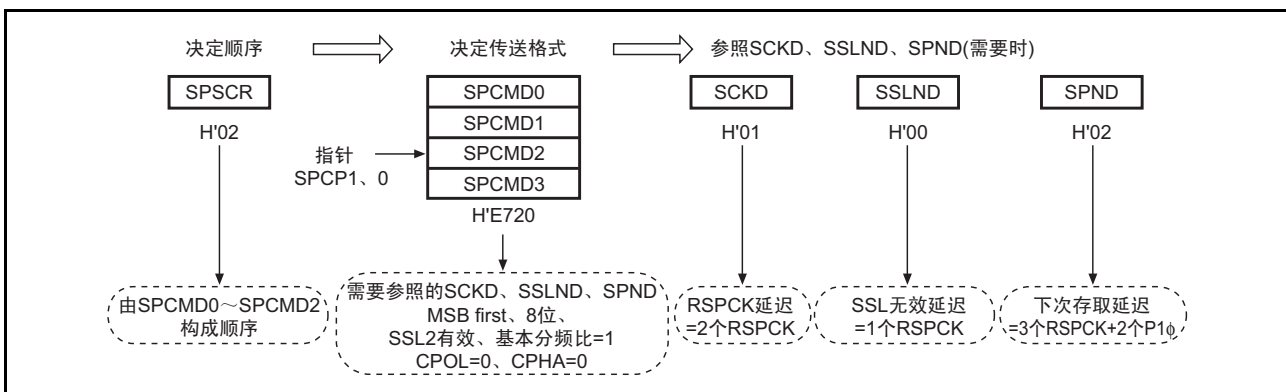 决定顺序
决定传送格式
参照SCKD、SSLND、SPND(需要时)
SPSCR
H'02
SPCMD0
SPCMD1
SPCMD2
SPCMD3
H'E720
指针
SPCP1、0
SCKD
H'01
SSLND
H'00
SPND
H'02
由SPCMD0～SPCMD2
构成顺序
需要参照的SCKD、SSLND、SPND
MSB first、8位、
SSL2有效、基本分频比=1
CPOL=0、CPHA=0
RSPCK延迟
=2个RSPCK
SSL无效延迟
=1个RSPCK
下次存取延迟
=3个RSPCK+2个P1ϕ